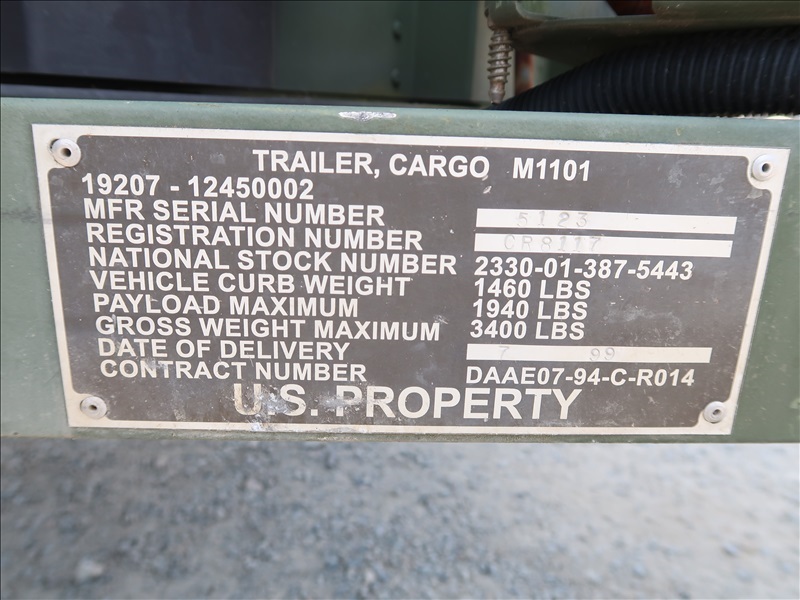 TRAILER, CARGO M1101
19207 - 12450002
MFR SERIAL NUMBER 5123
REGISTRATION NUMBER CR8117
NATIONAL STOCK NUMBER 2330-01-387-5443
VEHICLE CURB WEIGHT 1460 LBS
PAYLOAD MAXIMUM 1940 LBS
GROSS WEIGHT MAXIMUM 3400 LBS
DATE OF DELIVERY 7 99
CONTRACT NUMBER DAAE07-94-C-R014
U.S. PROPERTY